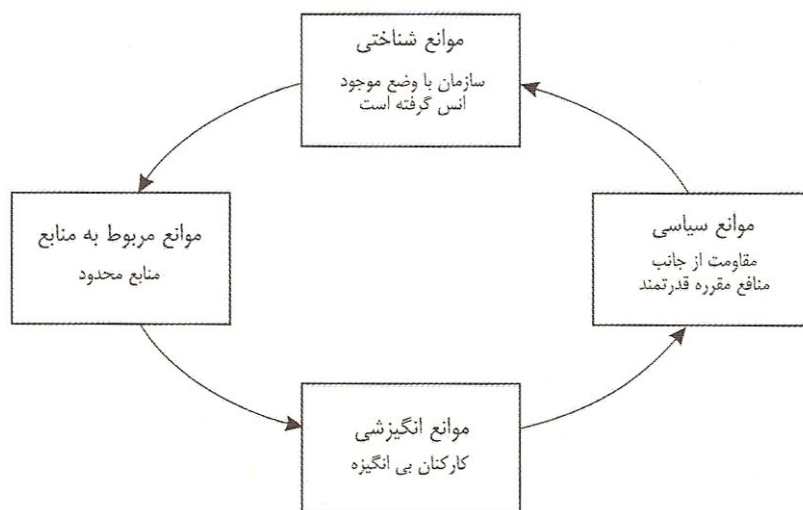 موانع شناختی
سازمان با وضع موجود
انس گرفته است
موانع سیاسی
مقاومت از جانب
منافع مقرره قدرتمند
موانع مربوط به منابع
منابع محدود
موانع انگیزشی
کارکنان بی انگیزه